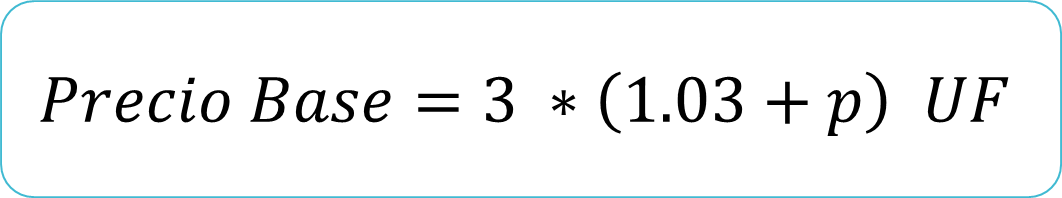 Precio Base = 3 * (1.03 + p) UF